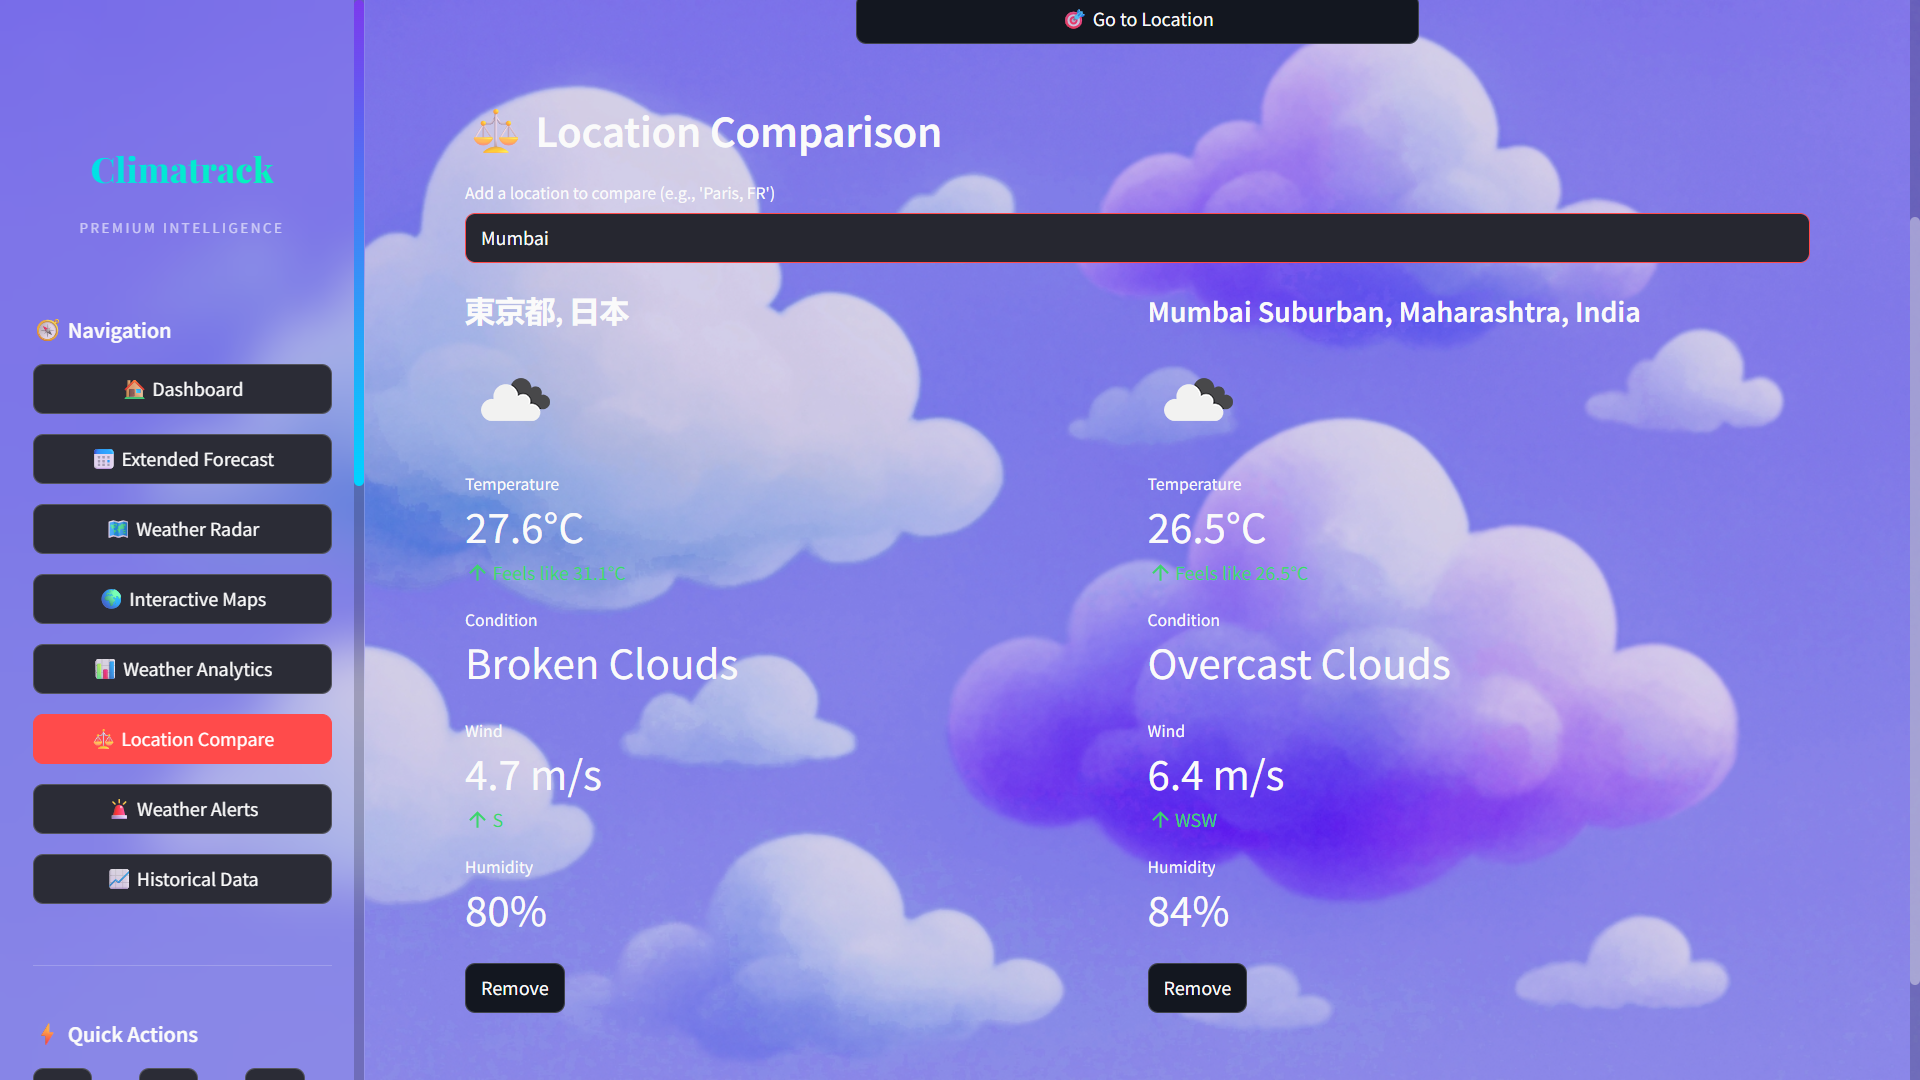 Climatrack
PREMIUM INTELLIGENCE
Navigation
Dashboard
Extended Forecast
Weather Radar
Interactive Maps
Weather Analytics
Location Compare
Weather Alerts
Historical Data
Quick Actions
Go to Location
Location Comparison
Add a location to compare (e.g., 'Paris, FR')
Mumbai
東京都, 日本
Temperature
27.6°C
↑ Feels like 31.1°C
Condition
Broken Clouds
Wind
4.7 m/s
↑ S
Humidity
80%
Remove
Mumbai Suburban, Maharashtra, India
Temperature
26.5°C
↑ Feels like 26.5°C
Condition
Overcast Clouds
Wind
6.4 m/s
↑ WSW
Humidity
84%
Remove